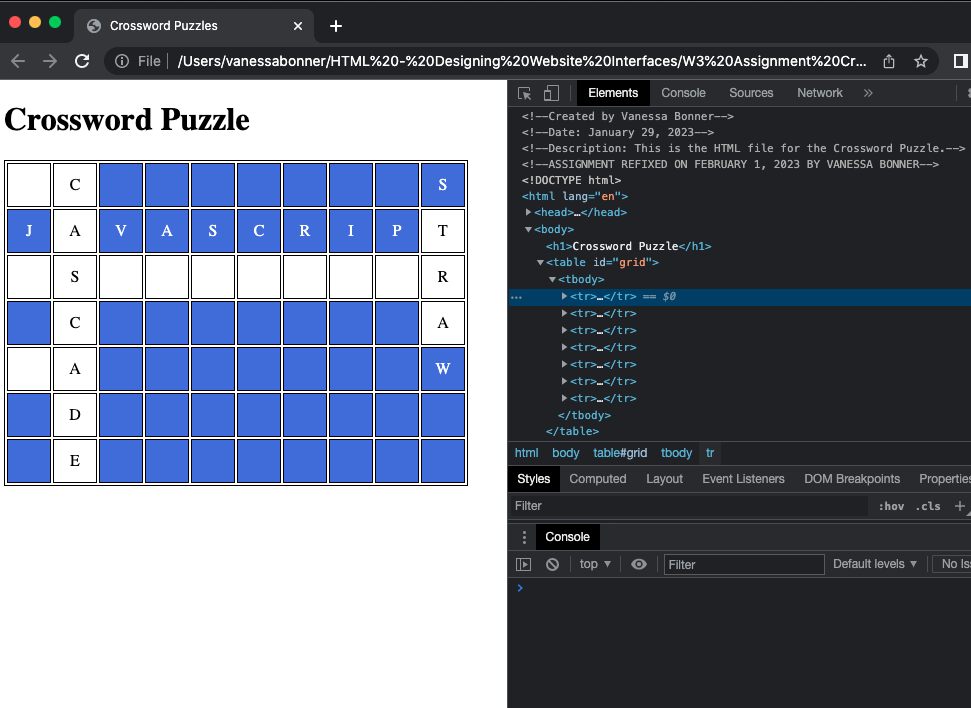 Crossword Puzzles
File | /Users/vanessabonner/HTML%20-%20Designing%20Website%20Interfaces/W3%20Assignment%20Cr...
Crossword Puzzle
C S
J A V A S C R I P T
S R
C A
A W
D
E
Elements Console Sources Network »
<!--Created by Vanessa Bonner-->
<!--Date: January 29, 2023-->
<!--Description: This is the HTML file for the Crossword Puzzle.-->
<!--ASSIGNMENT REFIXED ON FEBRUARY 1, 2023 BY VANESSA BONNER-->
<!DOCTYPE html>
<html lang="en">
<head>…</head>
<body>
<h1>Crossword Puzzle</h1>
<table id="grid">
<tbody>
<tr>…</tr> == $0
<tr>…</tr>
<tr>…</tr>
<tr>…</tr>
<tr>…</tr>
<tr>…</tr>
<tr>…</tr>
</tbody>
</table>
html body table#grid tbody tr
Styles Computed Layout Event Listeners DOM Breakpoints Properties
Filter :hov .cls +
Console
top ▼ Filter Default levels ▼ No Is